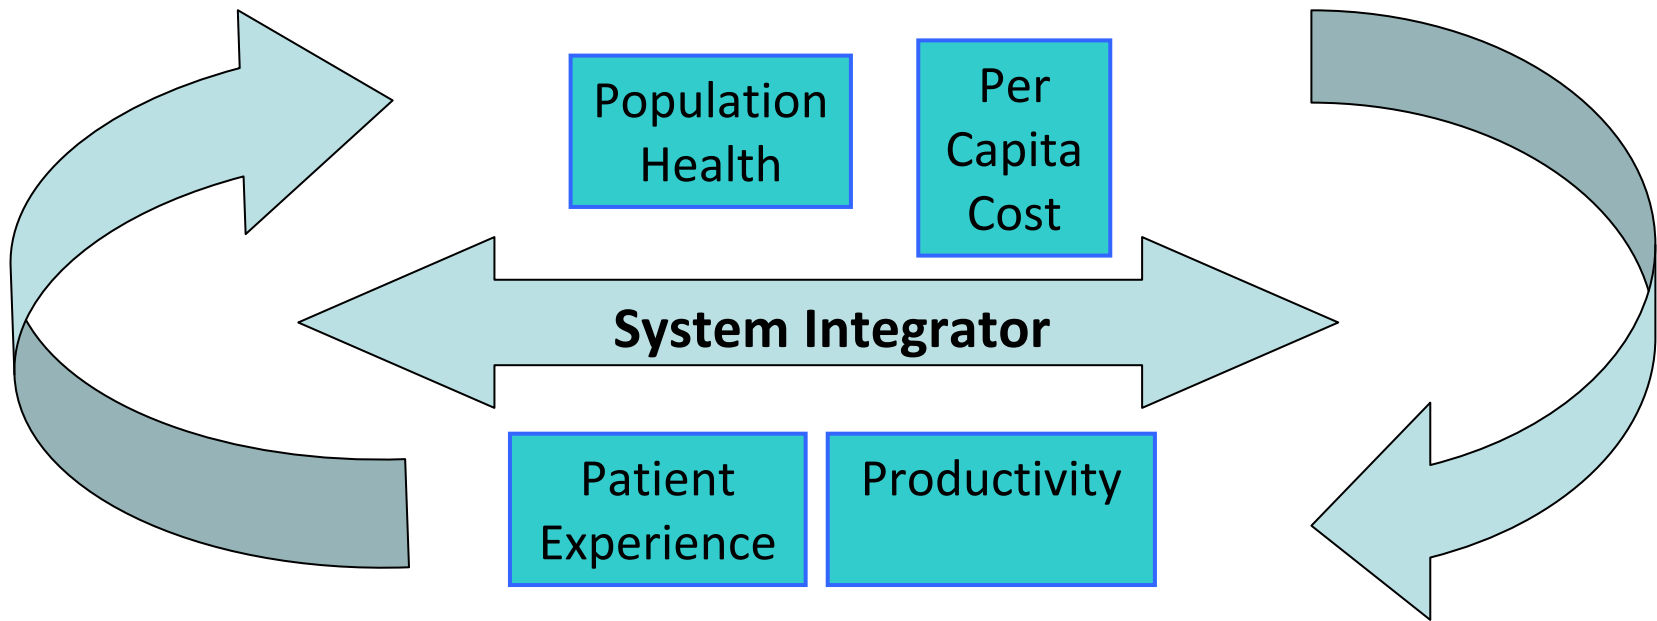 Population
Health
Per
Capita
Cost
System Integrator
Patient
Experience
Productivity